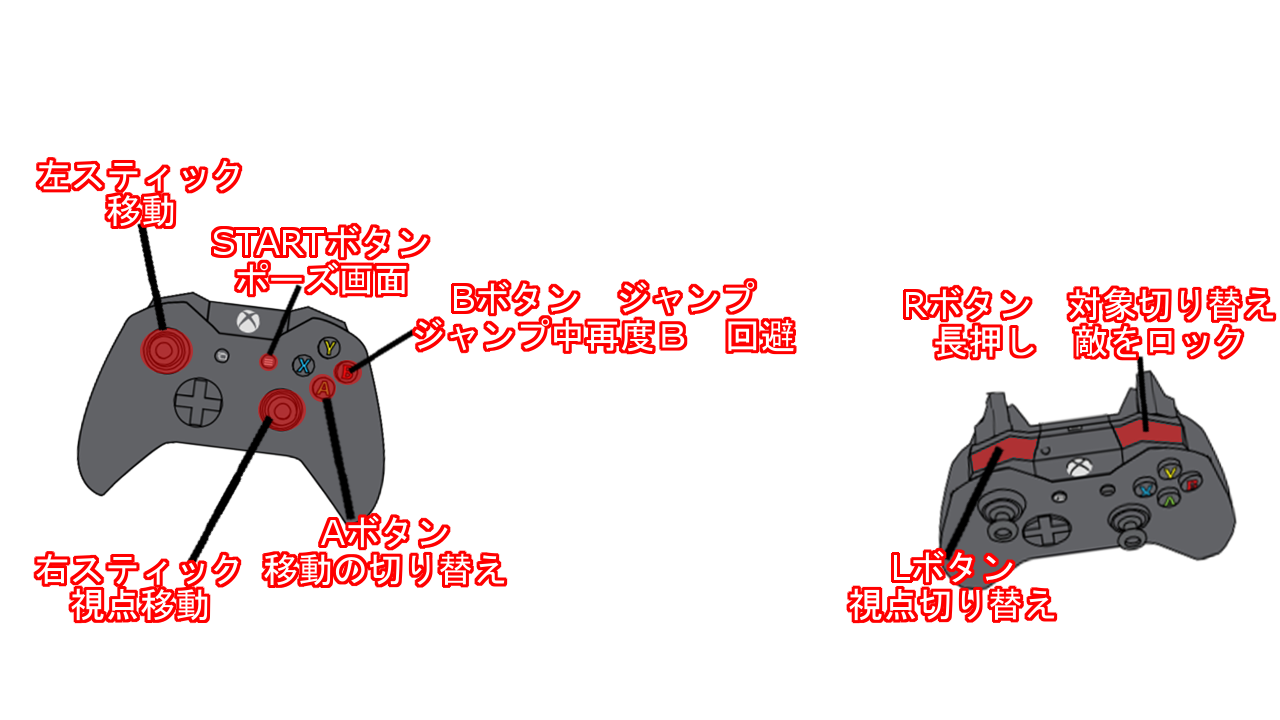 左スティック
移動
STARTボタン
ポーズ画面
Bボタン　ジャンプ
ジャンプ中再度Ｂ　回避
Rボタン　対象切り替え
長押し　敵をロック
Y
X
B
A
Aボタン
移動の切り替え
右スティック
視点移動
Y
X
B
A
Lボタン
視点切り替え